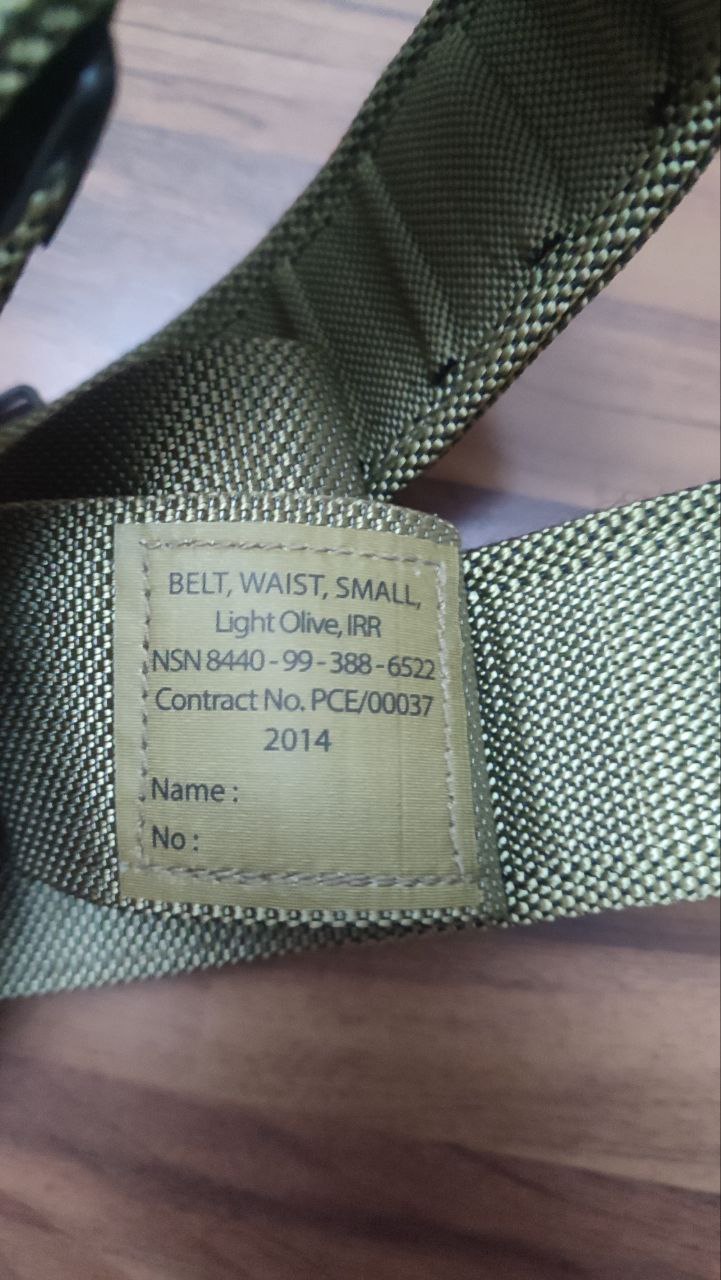 BELT, WAIST, SMALL,
Light Olive, IRR
NSN 8440 - 99 - 388 - 6522
Contract No. PCE/00037
2014
Name :
No :